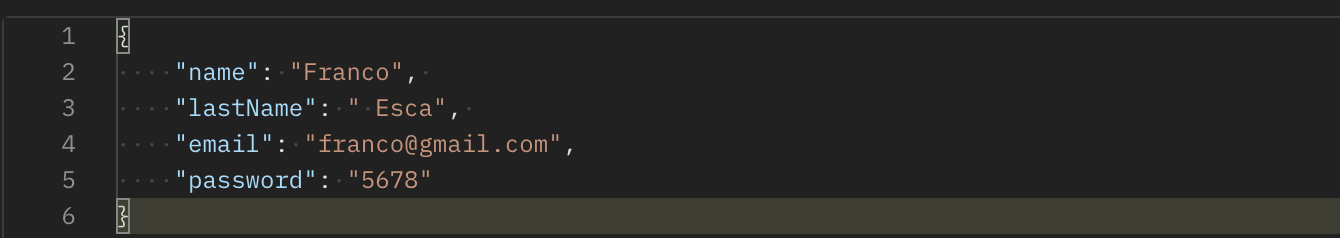 1 {
2     "name": "Franco", 
3     "lastName": " Esca", 
4     "email": "franco@gmail.com",
5     "password": "5678"
6 }